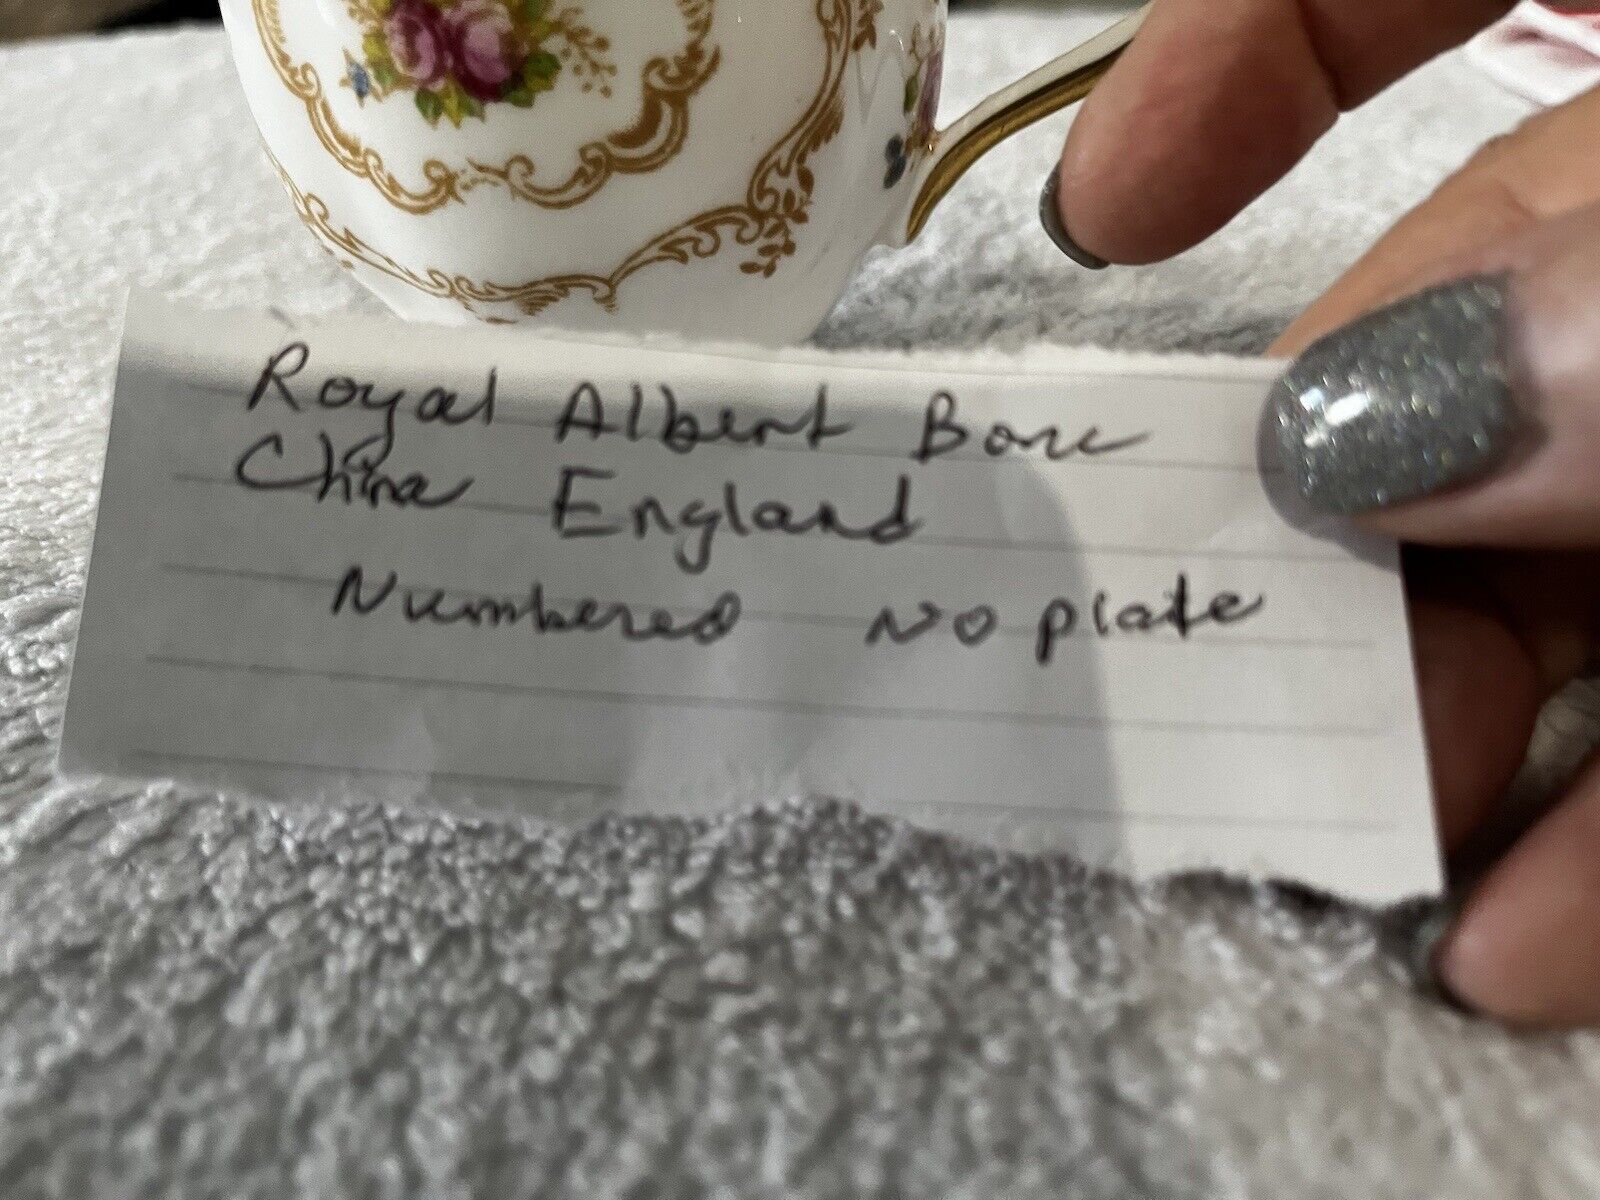 Royal Albert Bone
China England
Numbered No plate